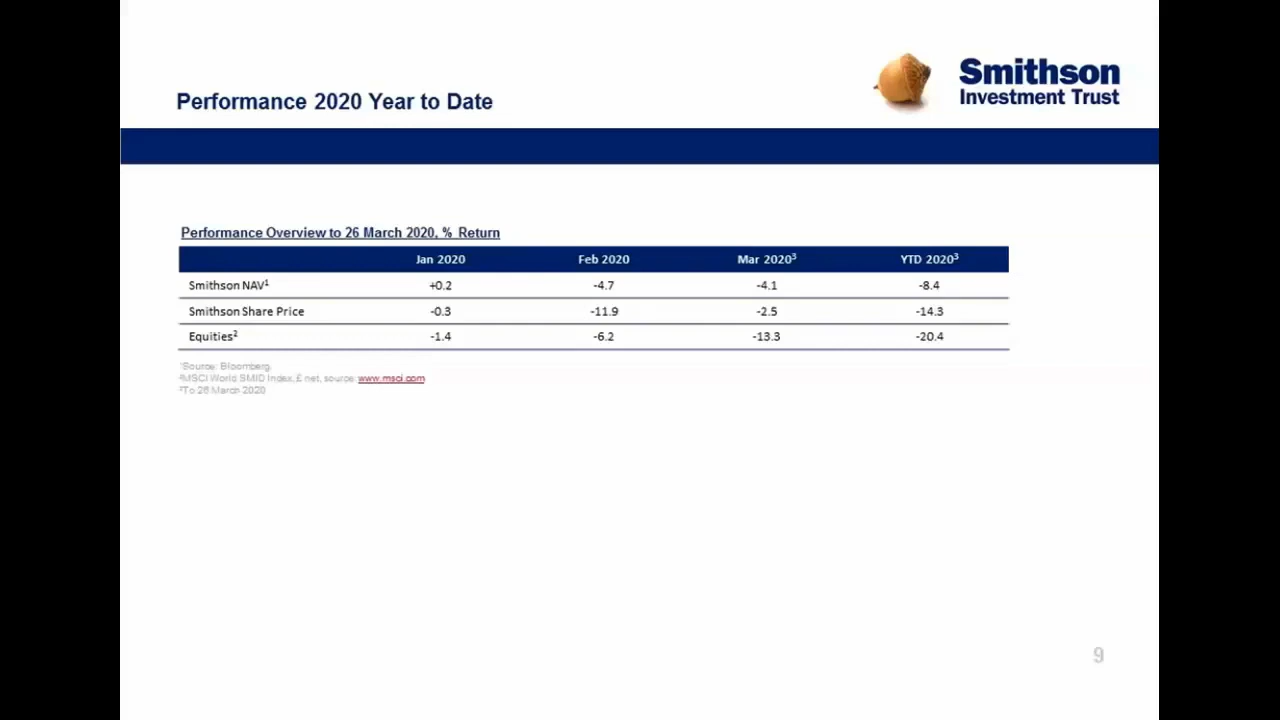 Smithson
Investment Trust
Performance 2020 Year to Date
Performance Overview to 26 March 2020, % Return
Jan 2020 Feb 2020 Mar 2020³ YTD 2020³
Smithson NAV¹ +0.2 -4.7 -4.1 -8.4
Smithson Share Price -0.3 -11.9 -2.5 -14.3
Equities² -1.4 -6.2 -13.3 -20.4
¹Source: Bloomberg
²MSCI World SMID Index, £ net, source: www.msci.com
³To 26 March 2020
9